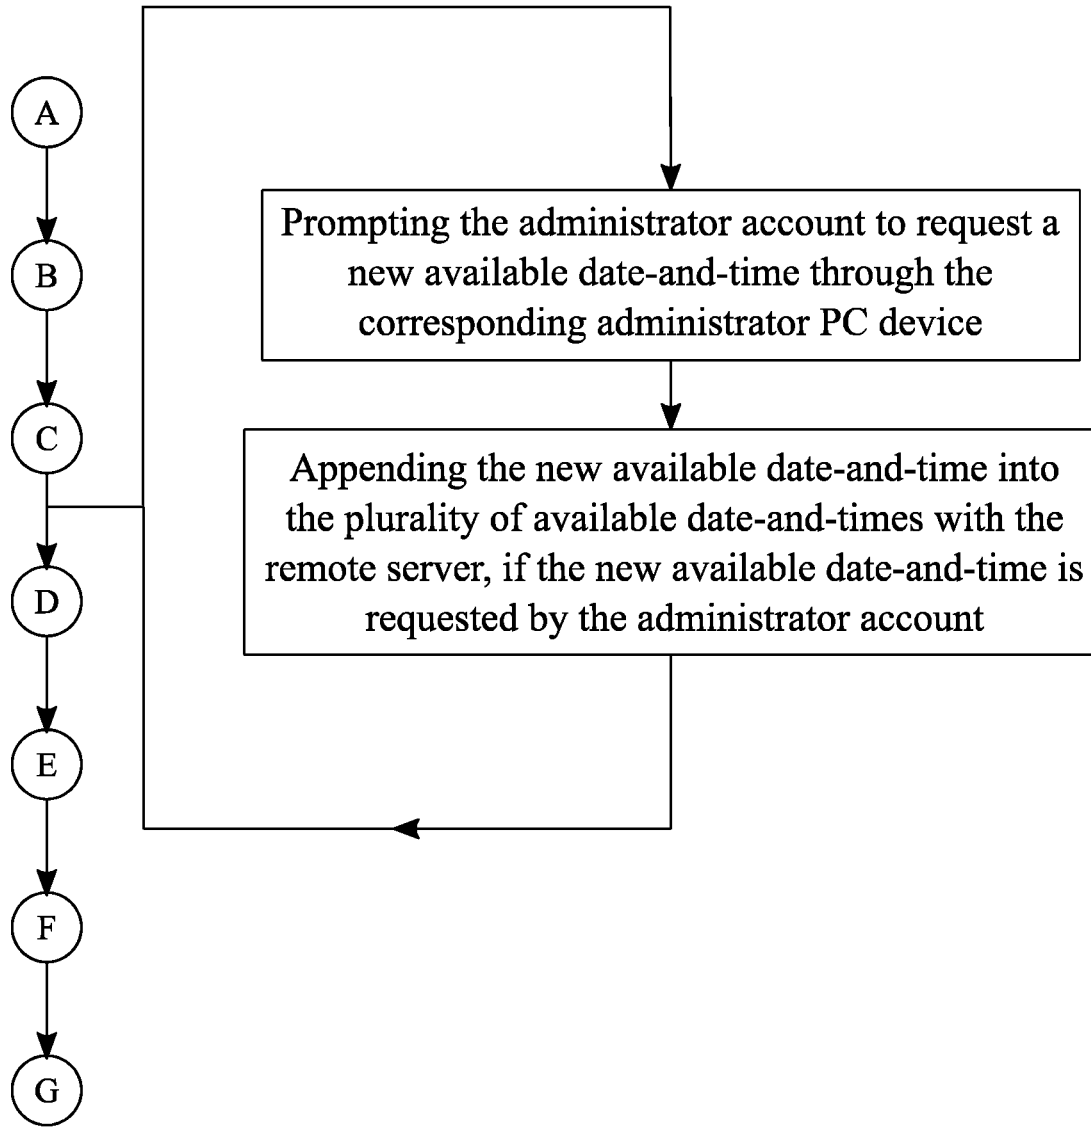 A
B
C
D
E
F
G
Prompting the administrator account to request a
new available date-and-time through the
corresponding administrator PC device
Appending the new available date-and-time into
the plurality of available date-and-times with the
remote server, if the new available date-and-time is
requested by the administrator account